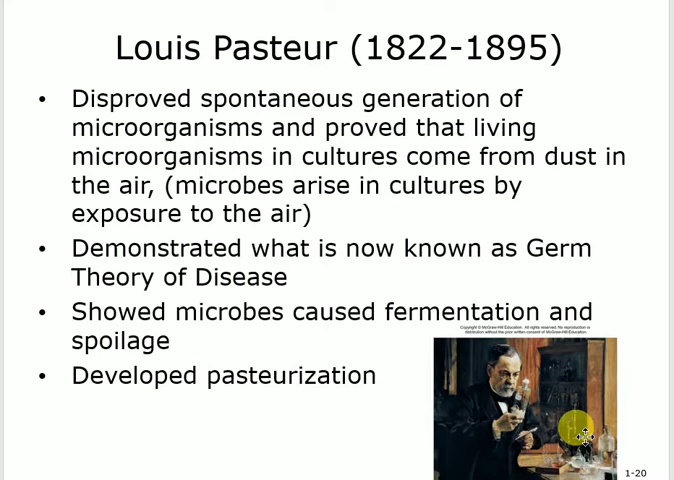 Louis Pasteur (1822-1895)
• Disproved spontaneous generation of
microorganisms and proved that living
microorganisms in cultures come from dust in
the air, (microbes arise in cultures by
exposure to the air)
• Demonstrated what is now known as Germ
Theory of Disease
• Showed microbes caused fermentation and
spoilage
• Developed pasteurization
Copyright © McGraw-Hill Education. All rights reserved. No reproduction or
distribution without the prior written consent of McGraw-Hill Education.
1-20